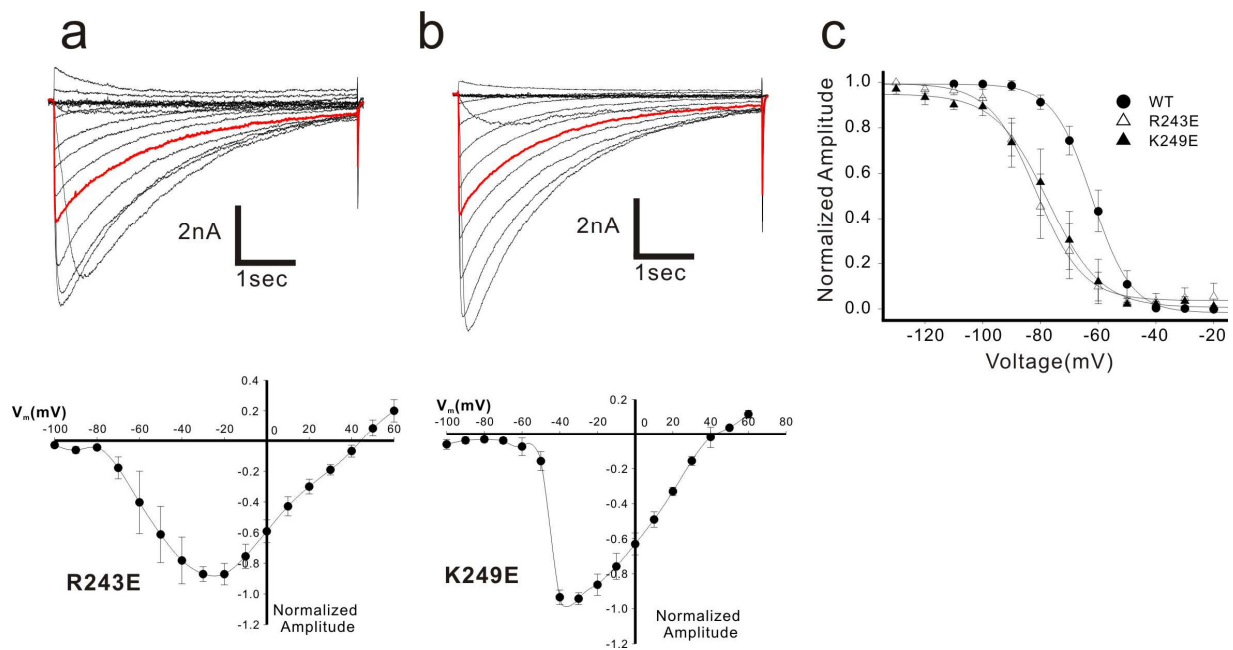 a
b
c
2nA
1sec
2nA
1sec
Normalized Amplitude
1.0
0.8
0.6
0.4
0.2
0.0
-120 -100 -80 -60 -40 -20
Voltage(mV)
WT
R243E
K249E
Vm(mV)
-100 -80 -60 -40 -20 0 20 40 60
0.4
0.2
-0.2
-0.4
-0.6
-0.8
-1.0
-1.2
R243E
Normalized
Amplitude
Vm(mV)
-100 -80 -60 -40 -20 0 20 40 60 80
0.2
-0.2
-0.4
-0.6
-0.8
-1.0
-1.2
K249E
Normalized
Amplitude